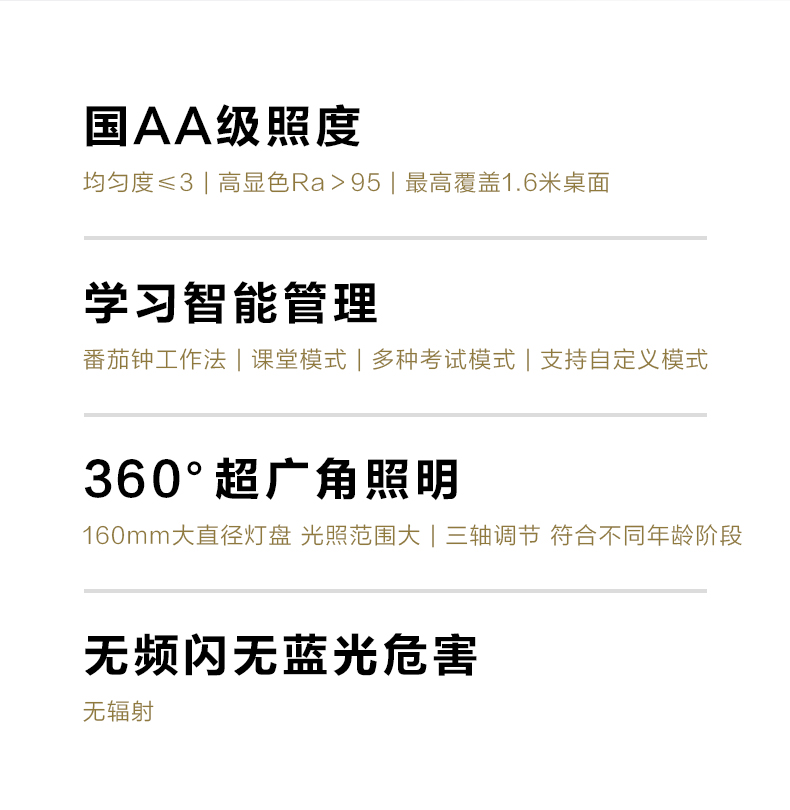 国AA级照度
均匀度≤3 | 高显色Ra＞95 | 最高覆盖1.6米桌面
学习智能管理
番茄钟工作法 | 课堂模式 | 多种考试模式 | 支持自定义模式
360°超广角照明
160mm大直径灯盘 光照范围大 | 三轴调节 符合不同年龄阶段
无频闪无蓝光危害
无辐射